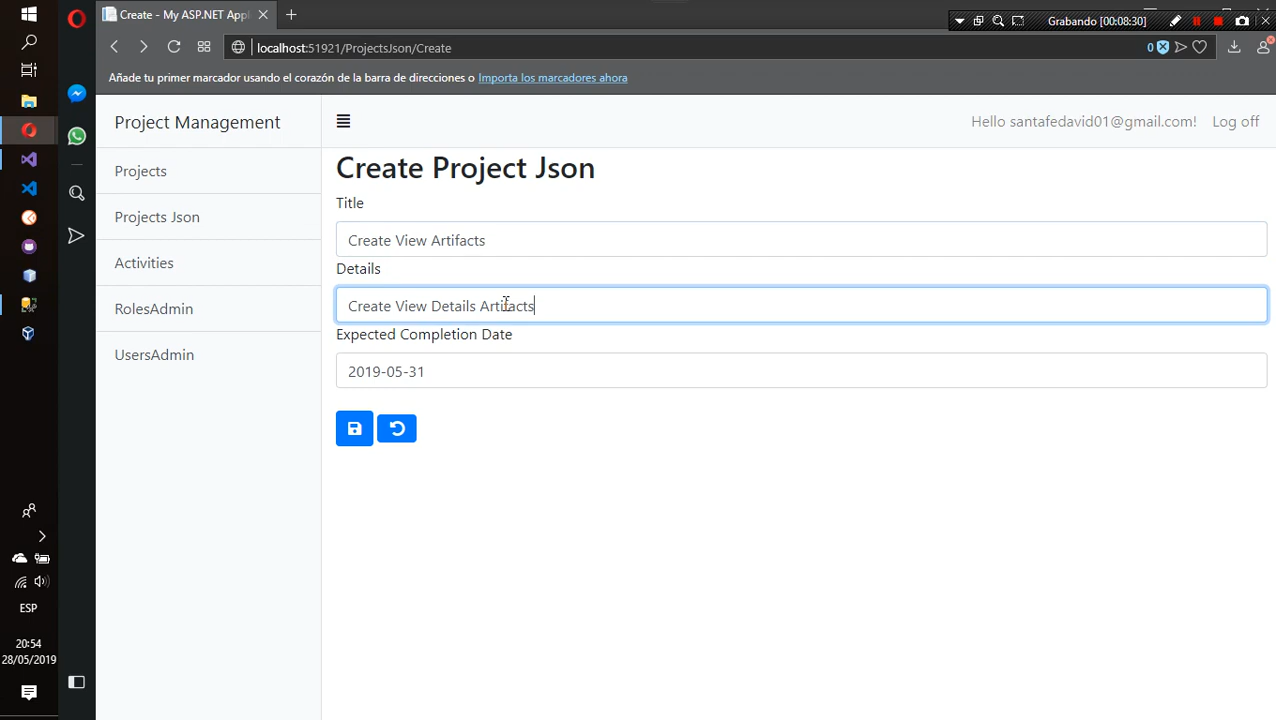 Create - My ASP.NET Appl
Grabando [00:08:30]
localhost:51921/ProjectsJson/Create
0
Añade tu primer marcador usando el corazón de la barra de direcciones o Importa los marcadores ahora
Project Management
Hello santafedavid01@gmail.com! Log off
Projects
Projects Json
Activities
RolesAdmin
UsersAdmin
Create Project Json
Title
Create View Artifacts
Details
Create View Details Artifacts
Expected Completion Date
2019-05-31
ESP
20:54
28/05/2019